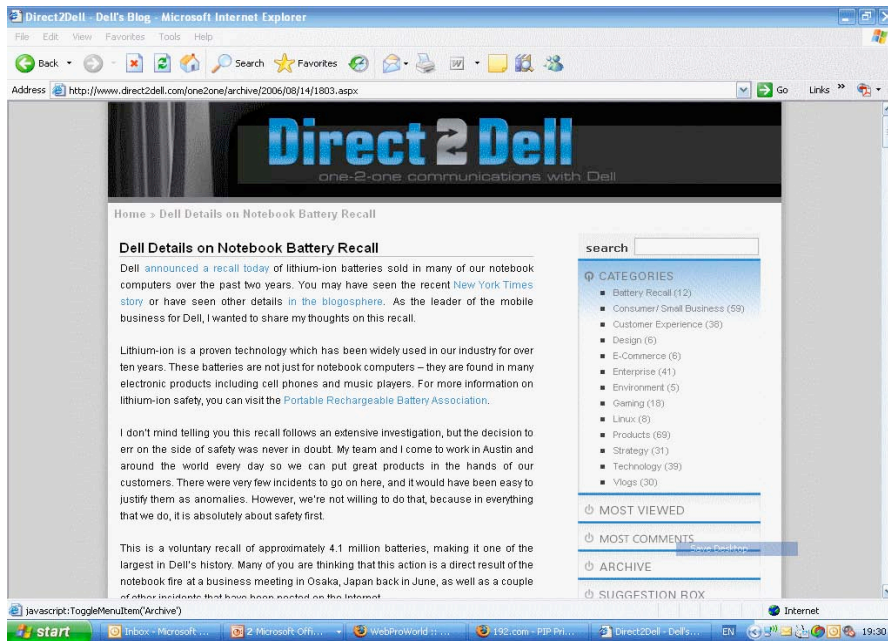 Direct2Dell - Dell's Blog - Microsoft Internet Explorer
File Edit View Favorites Tools Help
Back Search Favorites
Address http://www.direct2dell.com/one2one/archive/2006/08/14/1803.aspx Go Links »
Direct 2 Dell
one-2-one communications with Dell
Home » Dell Details on Notebook Battery Recall
Dell Details on Notebook Battery Recall
Dell announced a recall today of lithium-ion batteries sold in many of our notebook
computers over the past two years. You may have seen the recent New York Times
story or have seen other details in the blogosphere. As the leader of the mobile
business for Dell, I wanted to share my thoughts on this recall.
Lithium-ion is a proven technology which has been widely used in our industry for over
ten years. These batteries are not just for notebook computers – they are found in many
electronic products including cell phones and music players. For more information on
lithium-ion safety, you can visit the Portable Rechargeable Battery Association.
I don't mind telling you this recall follows an extensive investigation, but the decision to
err on the side of safety was never in doubt. My team and I come to work in Austin and
around the world every day so we can put great products in the hands of our
customers. There were very few incidents to go on here, and it would have been easy to
justify them as anomalies. However, we're not willing to do that, because in everything
that we do, it is absolutely about safety first.
This is a voluntary recall of approximately 4.1 million batteries, making it one of the
largest in Dell's history. Many of you are thinking that this action is a direct result of the
notebook fire at a business meeting in Osaka, Japan back in June, as well as a couple
of other incidents that have been posted on the Internet.
search
CATEGORIES
Battery Recall (12)
Consumer/ Small Business (59)
Customer Experience (38)
Design (6)
E-Commerce (6)
Enterprise (41)
Environment (5)
Gaming (18)
Linux (8)
Products (69)
Strategy (31)
Technology (39)
Vlogs (30)
MOST VIEWED
MOST COMMENTS
Save Desktop
ARCHIVE
SUGGESTION BOX
javascript:ToggleMenuItem('Archive') Internet
start Inbox - Microsoft ... 2 Microsoft Offi... WebProWorld :: ... 192.com - PIP Pri... Direct2Dell - Dell's... EN 19:30